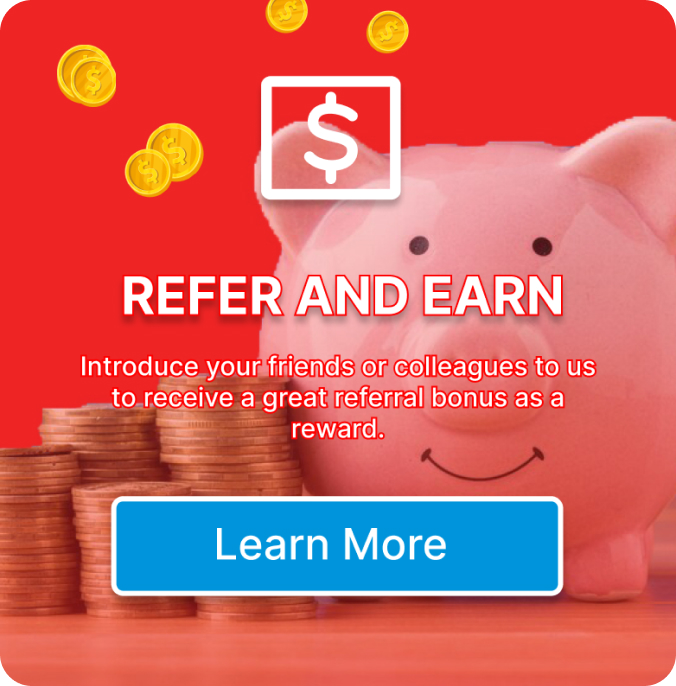 $
REFER AND EARN
Introduce your friends or colleagues to us
to receive a great referral bonus as a
reward.
Learn More